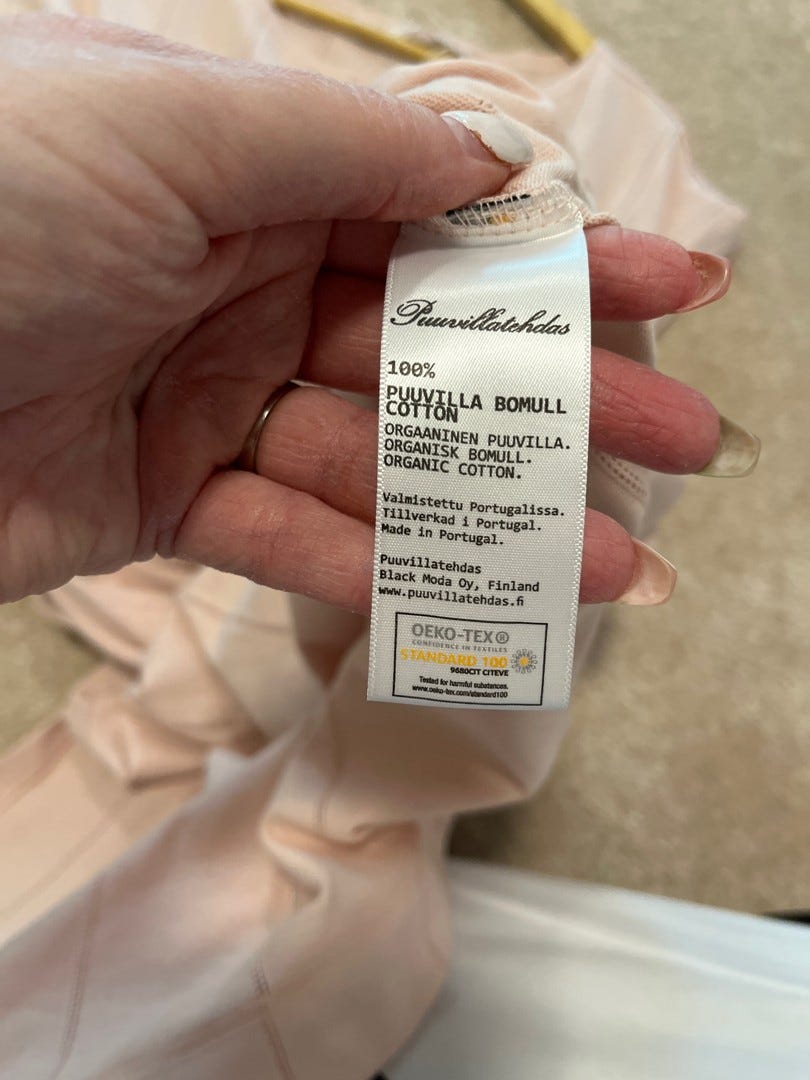 Puuvillatehdas
100%
PUUVILLA BOMULL
COTTON
ORGAANINEN PUUVILLA.
ORGANISK BOMULL.
ORGANIC COTTON.
Valmistettu Portugalissa.
Tillverkad i Portugal.
Made in Portugal.
Puuvillatehdas
Black Moda Oy, Finland
www.puuvillatehdas.fi
OEKO-TEX®
CONFIDENCE IN TEXTILES
STANDARD 100
9680CIT CITEVE
Tested for harmful substances.
www.oeko-tex.com/standard100